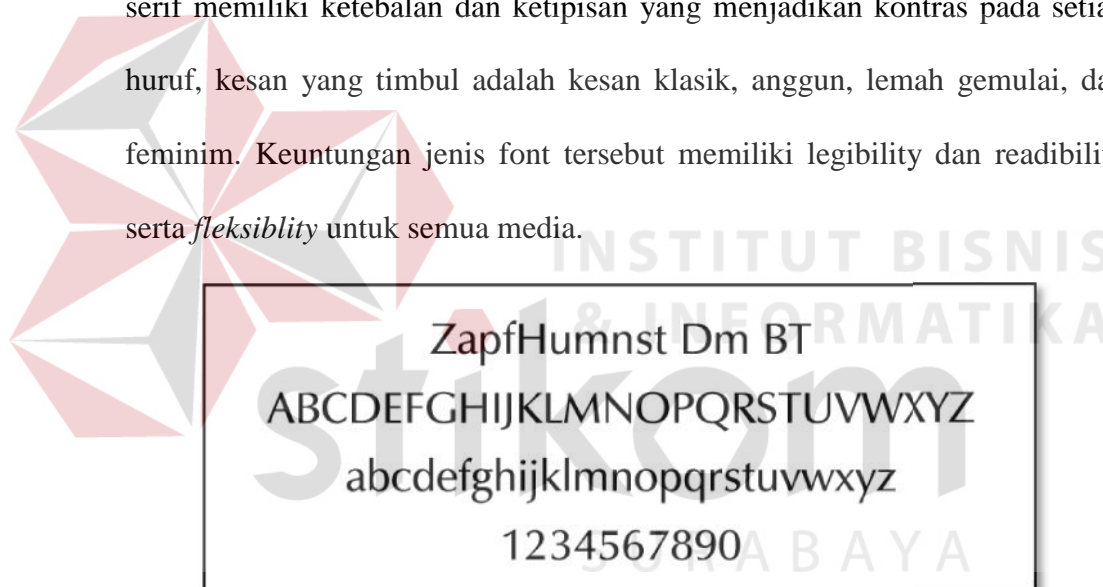 serif memiliki ketebalan dan ketipisan yang menjadikan kontras pada setia
huruf, kesan yang timbul adalah kesan klasik, anggun, lemah gemulai, da
feminim. Keuntungan jenis font tersebut memiliki legibility dan readibilit
serta fleksiblity untuk semua media.
INSTITUT BISNIS
& INFORMATIKA
stikom
SURABAYA
ZapfHumnst Dm BT
ABCDEFGHIJKLMNOPQRSTUVWXYZ
abcdefghijklmnopqrstuvwxyz
1234567890